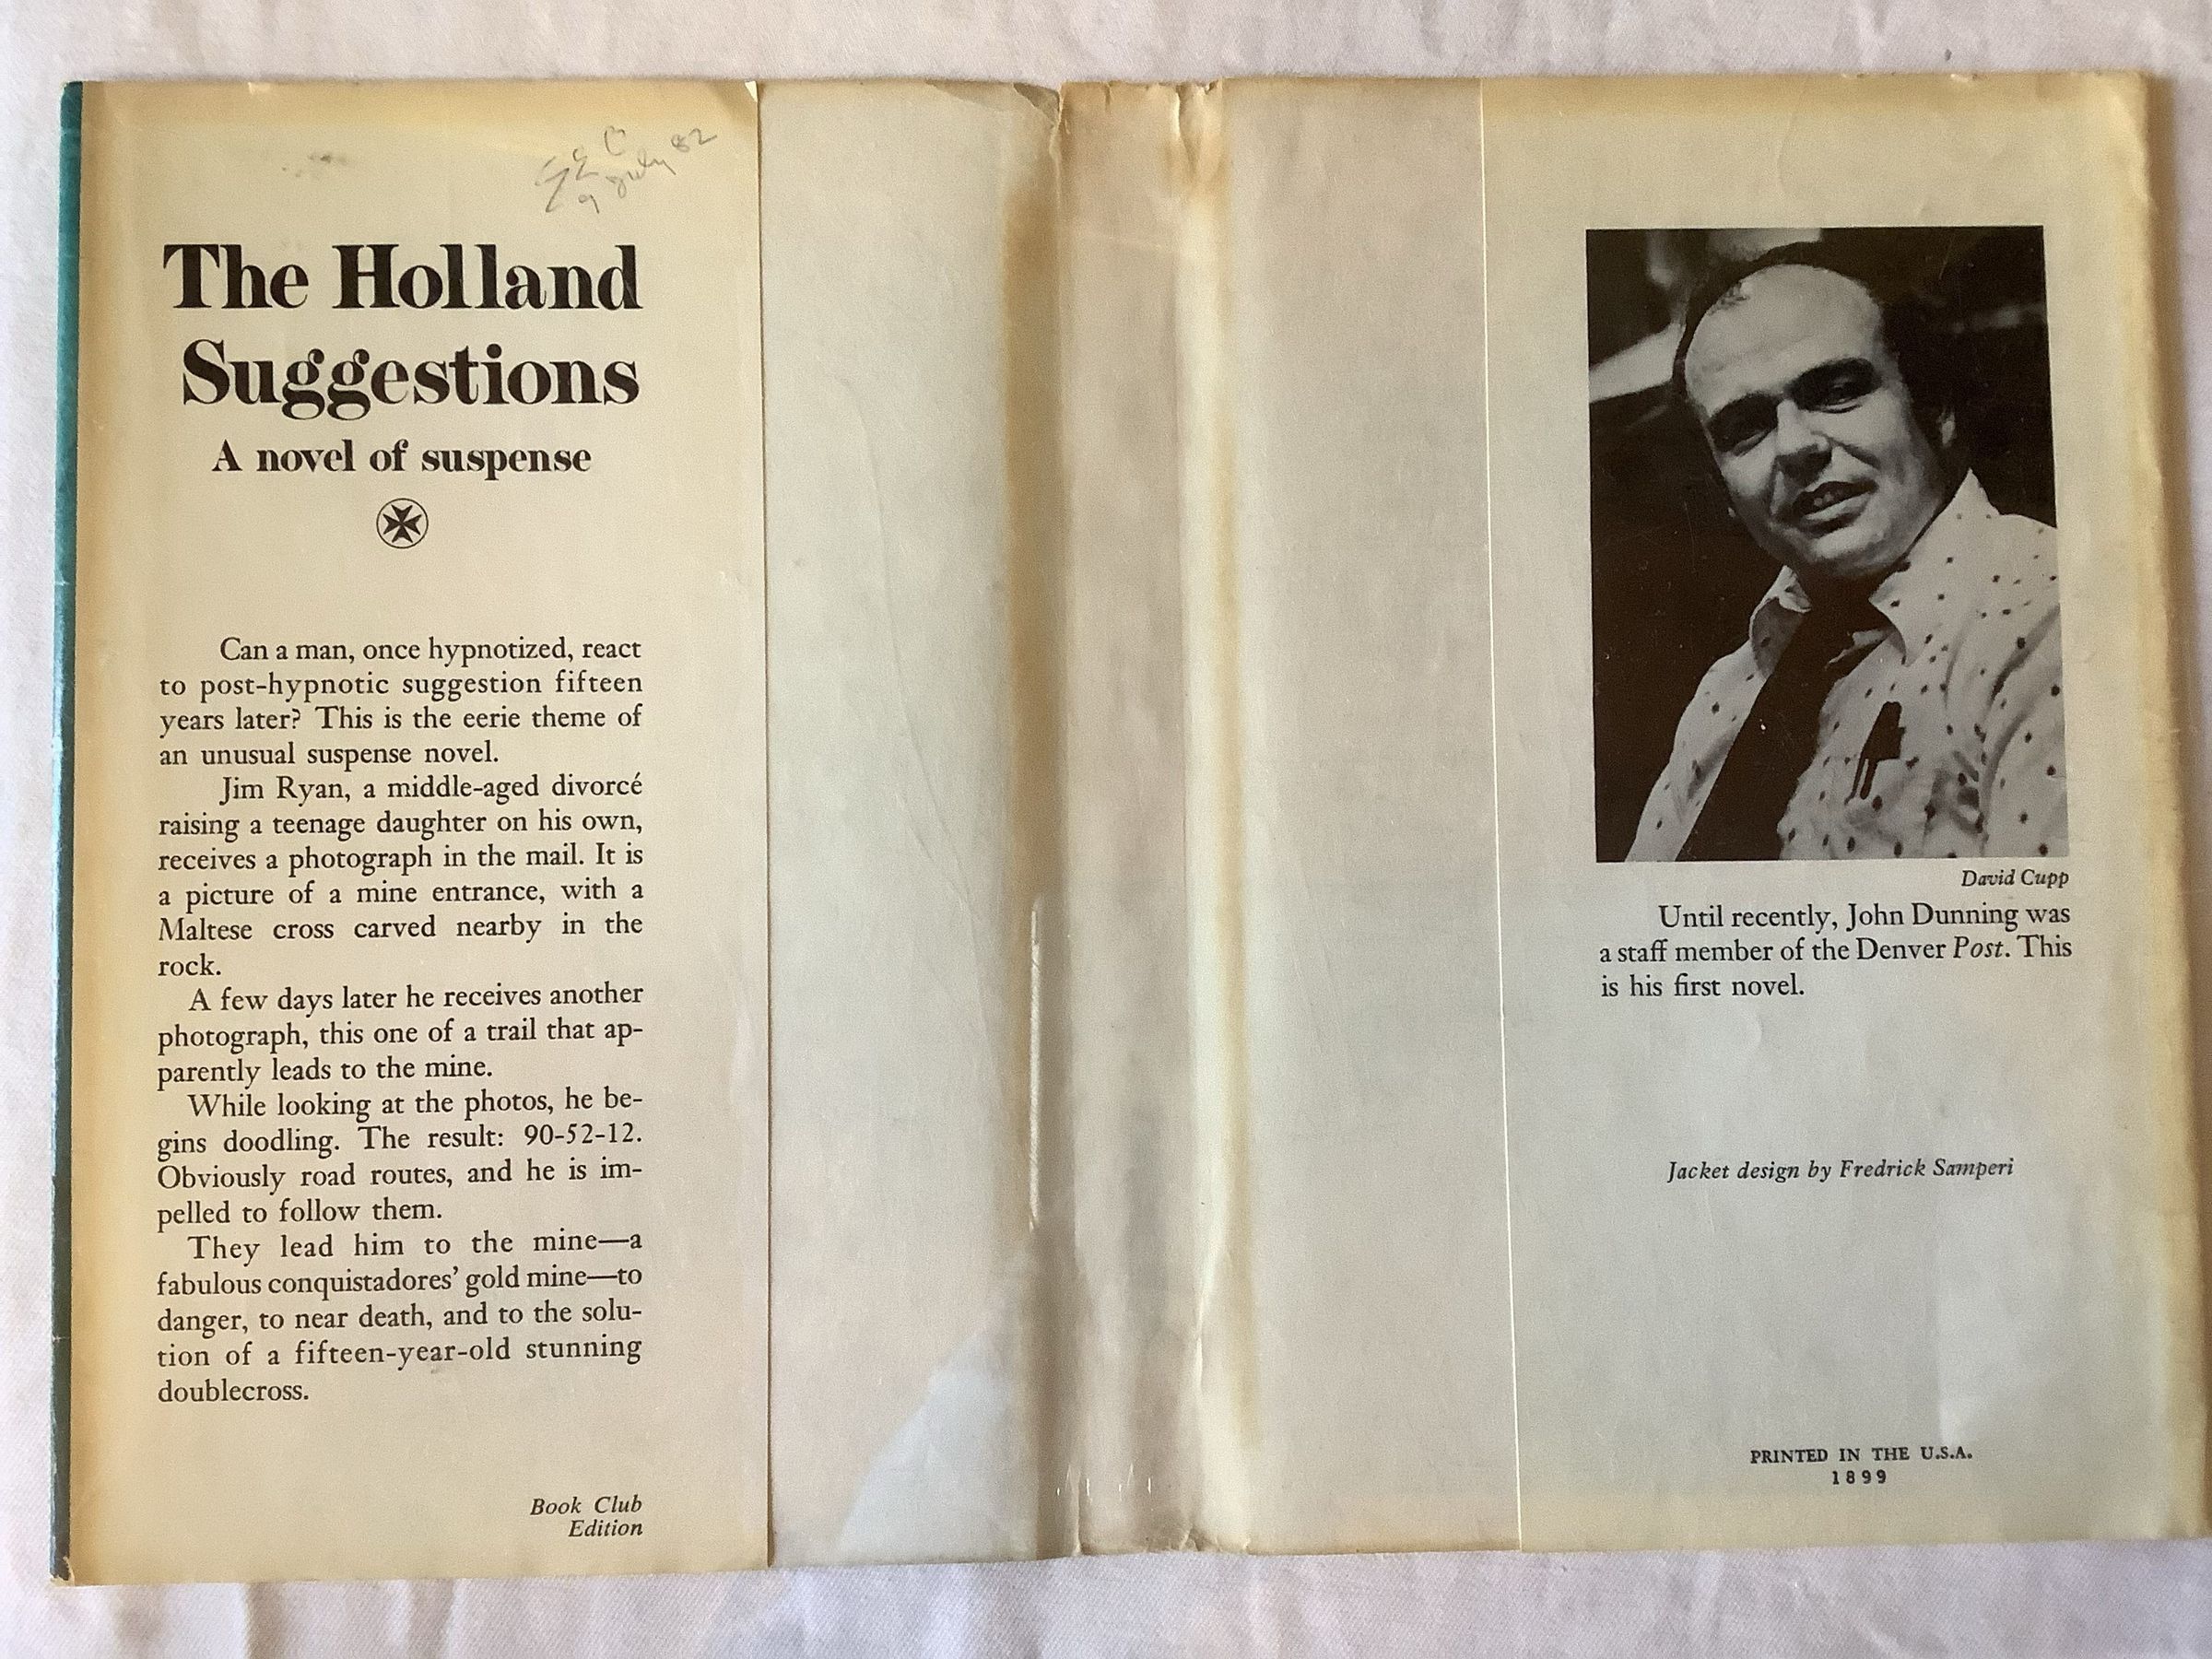 9 July 82
The Holland
Suggestions
A novel of suspense
Can a man, once hypnotized, react
to post-hypnotic suggestion fifteen
years later? This is the eerie theme of
an unusual suspense novel.
Jim Ryan, a middle-aged divorcé
raising a teenage daughter on his own,
receives a photograph in the mail. It is
a picture of a mine entrance, with a
Maltese cross carved nearby in the
rock.
A few days later he receives another
photograph, this one of a trail that ap-
parently leads to the mine.
While looking at the photos, he be-
gins doodling. The result: 90-52-12.
Obviously road routes, and he is im-
pelled to follow them.
They lead him to the mine—a
fabulous conquistadores' gold mine—to
danger, to near death, and to the solu-
tion of a fifteen-year-old stunning
doublecross.
Book Club
Edition
David Cupp
Until recently, John Dunning was
a staff member of the Denver Post. This
is his first novel.
Jacket design by Fredrick Samperi
PRINTED IN THE U.S.A.
1899